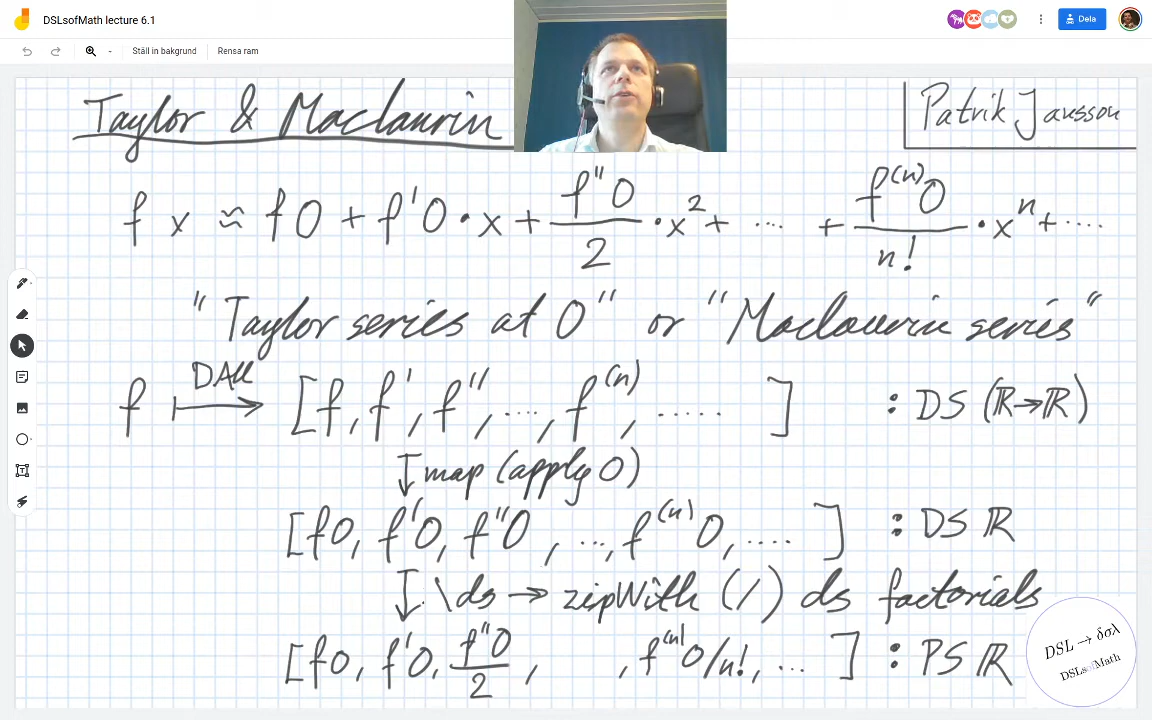 DSLsofMath lecture 6.1
Dela
Ställ in bakgrund
Rensa ram
Taylor & Maclaurin
Patrik Jansson
f x ≈ f 0 + f'0 · x + f''0/2 · x² + ... + f⁽ⁿ⁾0/n! · xⁿ + ...
"Taylor series at 0" or "Maclaurin series"
f ↦ DAll [f, f', f'', ..., f⁽ⁿ⁾, .....] : DS (ℝ→ℝ)
↓ map (apply 0)
[f0, f'0, f''0, ..., f⁽ⁿ⁾0, ....] : DS ℝ
↓ \ds → zipWith (/) ds factorials
[f0, f'0, f''0/2, , f⁽ⁿ⁾0/n!, ...] : PS ℝ
DSL → δσλ
DSLsofMath